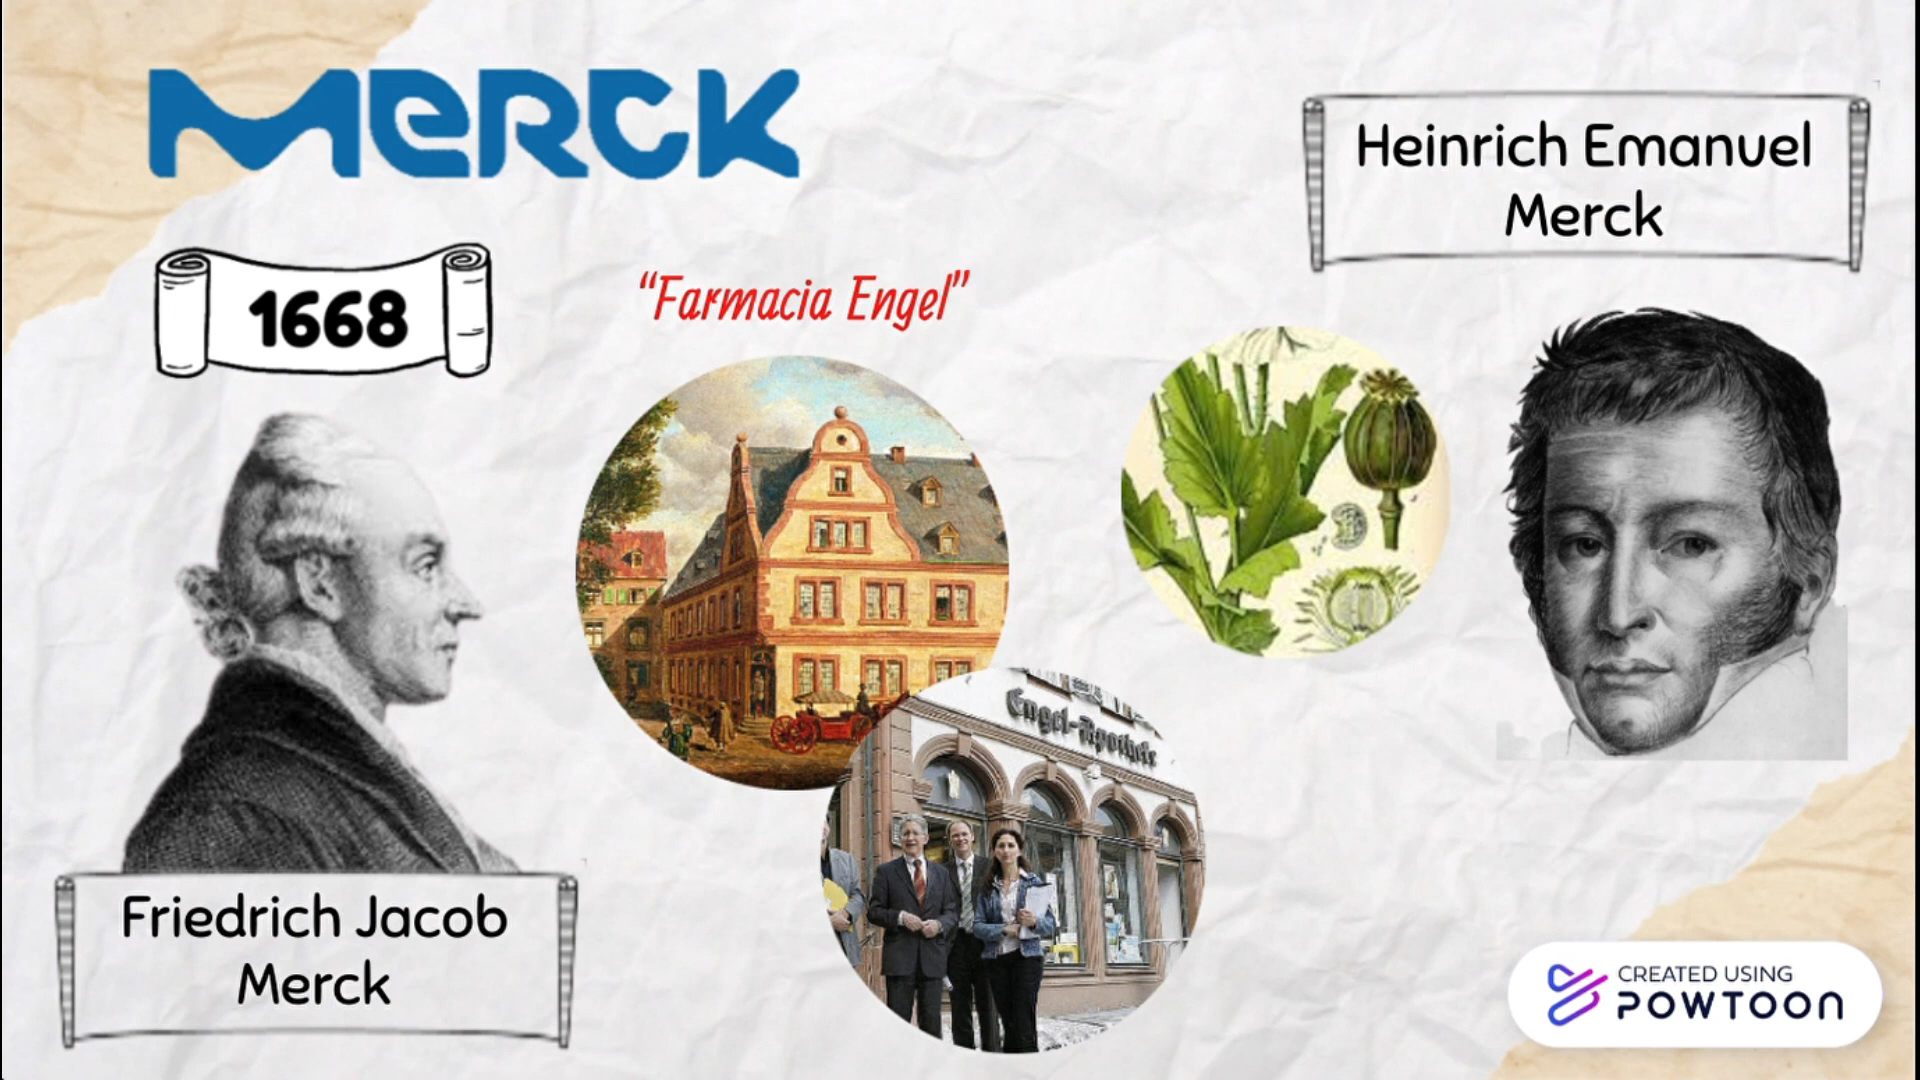 MERCK
1668
Friedrich Jacob
Merck
“Farmacia Engel”
Engel-Apotheke
Heinrich Emanuel
Merck
CREATED USING
POWTOON